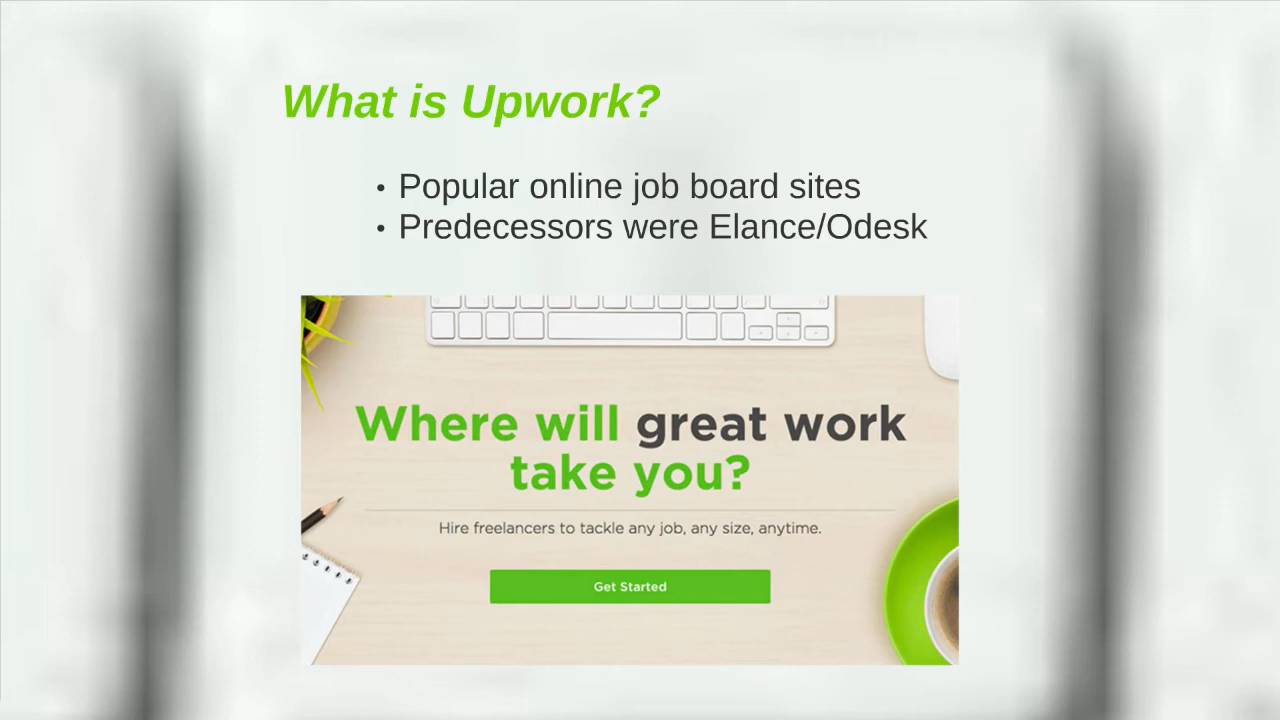 What is Upwork?
• Popular online job board sites
• Predecessors were Elance/Odesk
Where will great work
take you?
Hire freelancers to tackle any job, any size, anytime.
Get Started